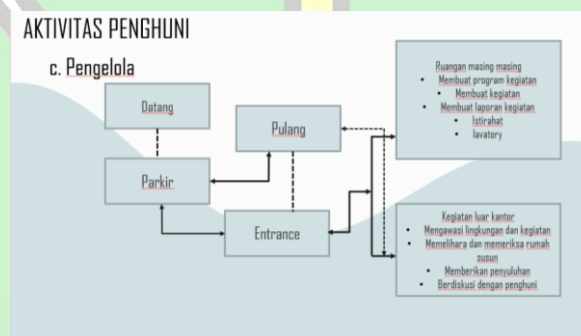 AKTIVITAS PENGHUNI
c. Pengelola
Datang
Pulang
Parkir
Entrance
Ruangan masing masing
• Membuat program kegiatan
• Membuat kegiatan
• Membuat laporan kegiatan
• Istirahat
• lavatory
Kegiatan luar kantor
• Mengawasi lingkungan dan kegiatan
• Memelihara dan memeriksa rumah
susun
• Memberikan penyuluhan
• Berdiskusi dengan penghuni